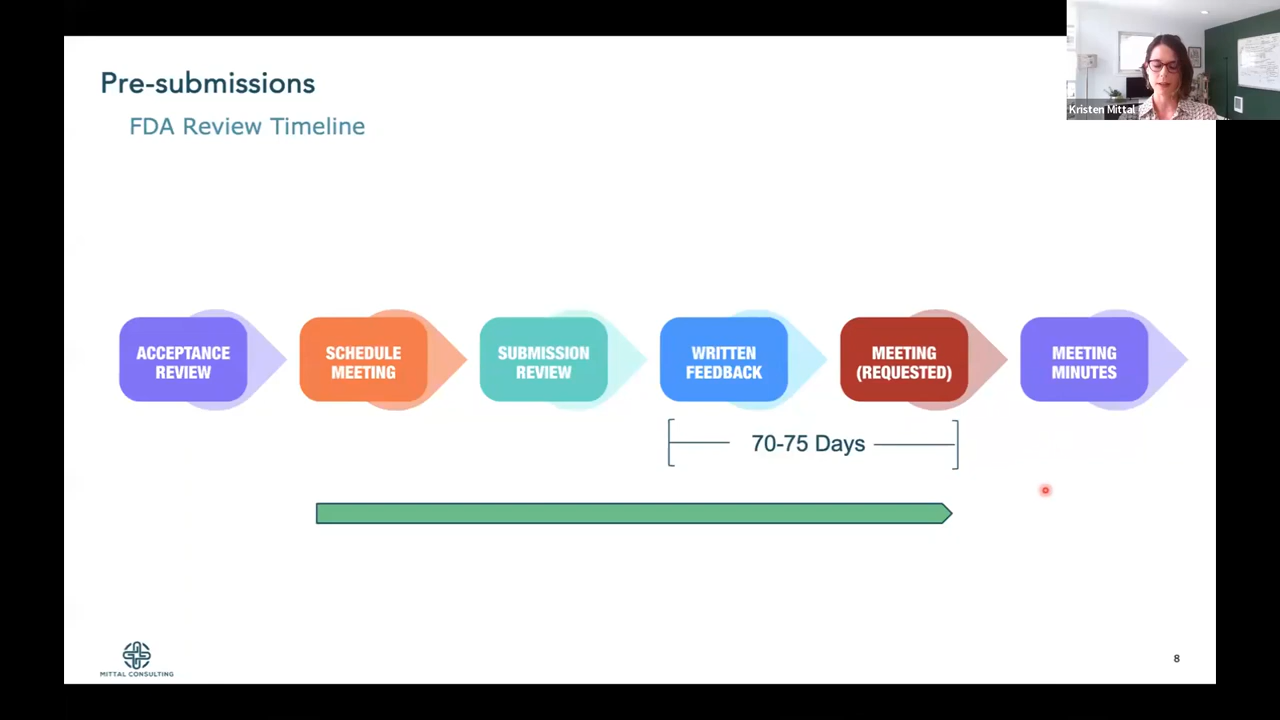 Pre-submissions
FDA Review Timeline
Kristen Mittal
ACCEPTANCE
REVIEW
SCHEDULE
MEETING
SUBMISSION
REVIEW
WRITTEN
FEEDBACK
MEETING
(REQUESTED)
MEETING
MINUTES
70-75 Days
MITTAL CONSULTING
8